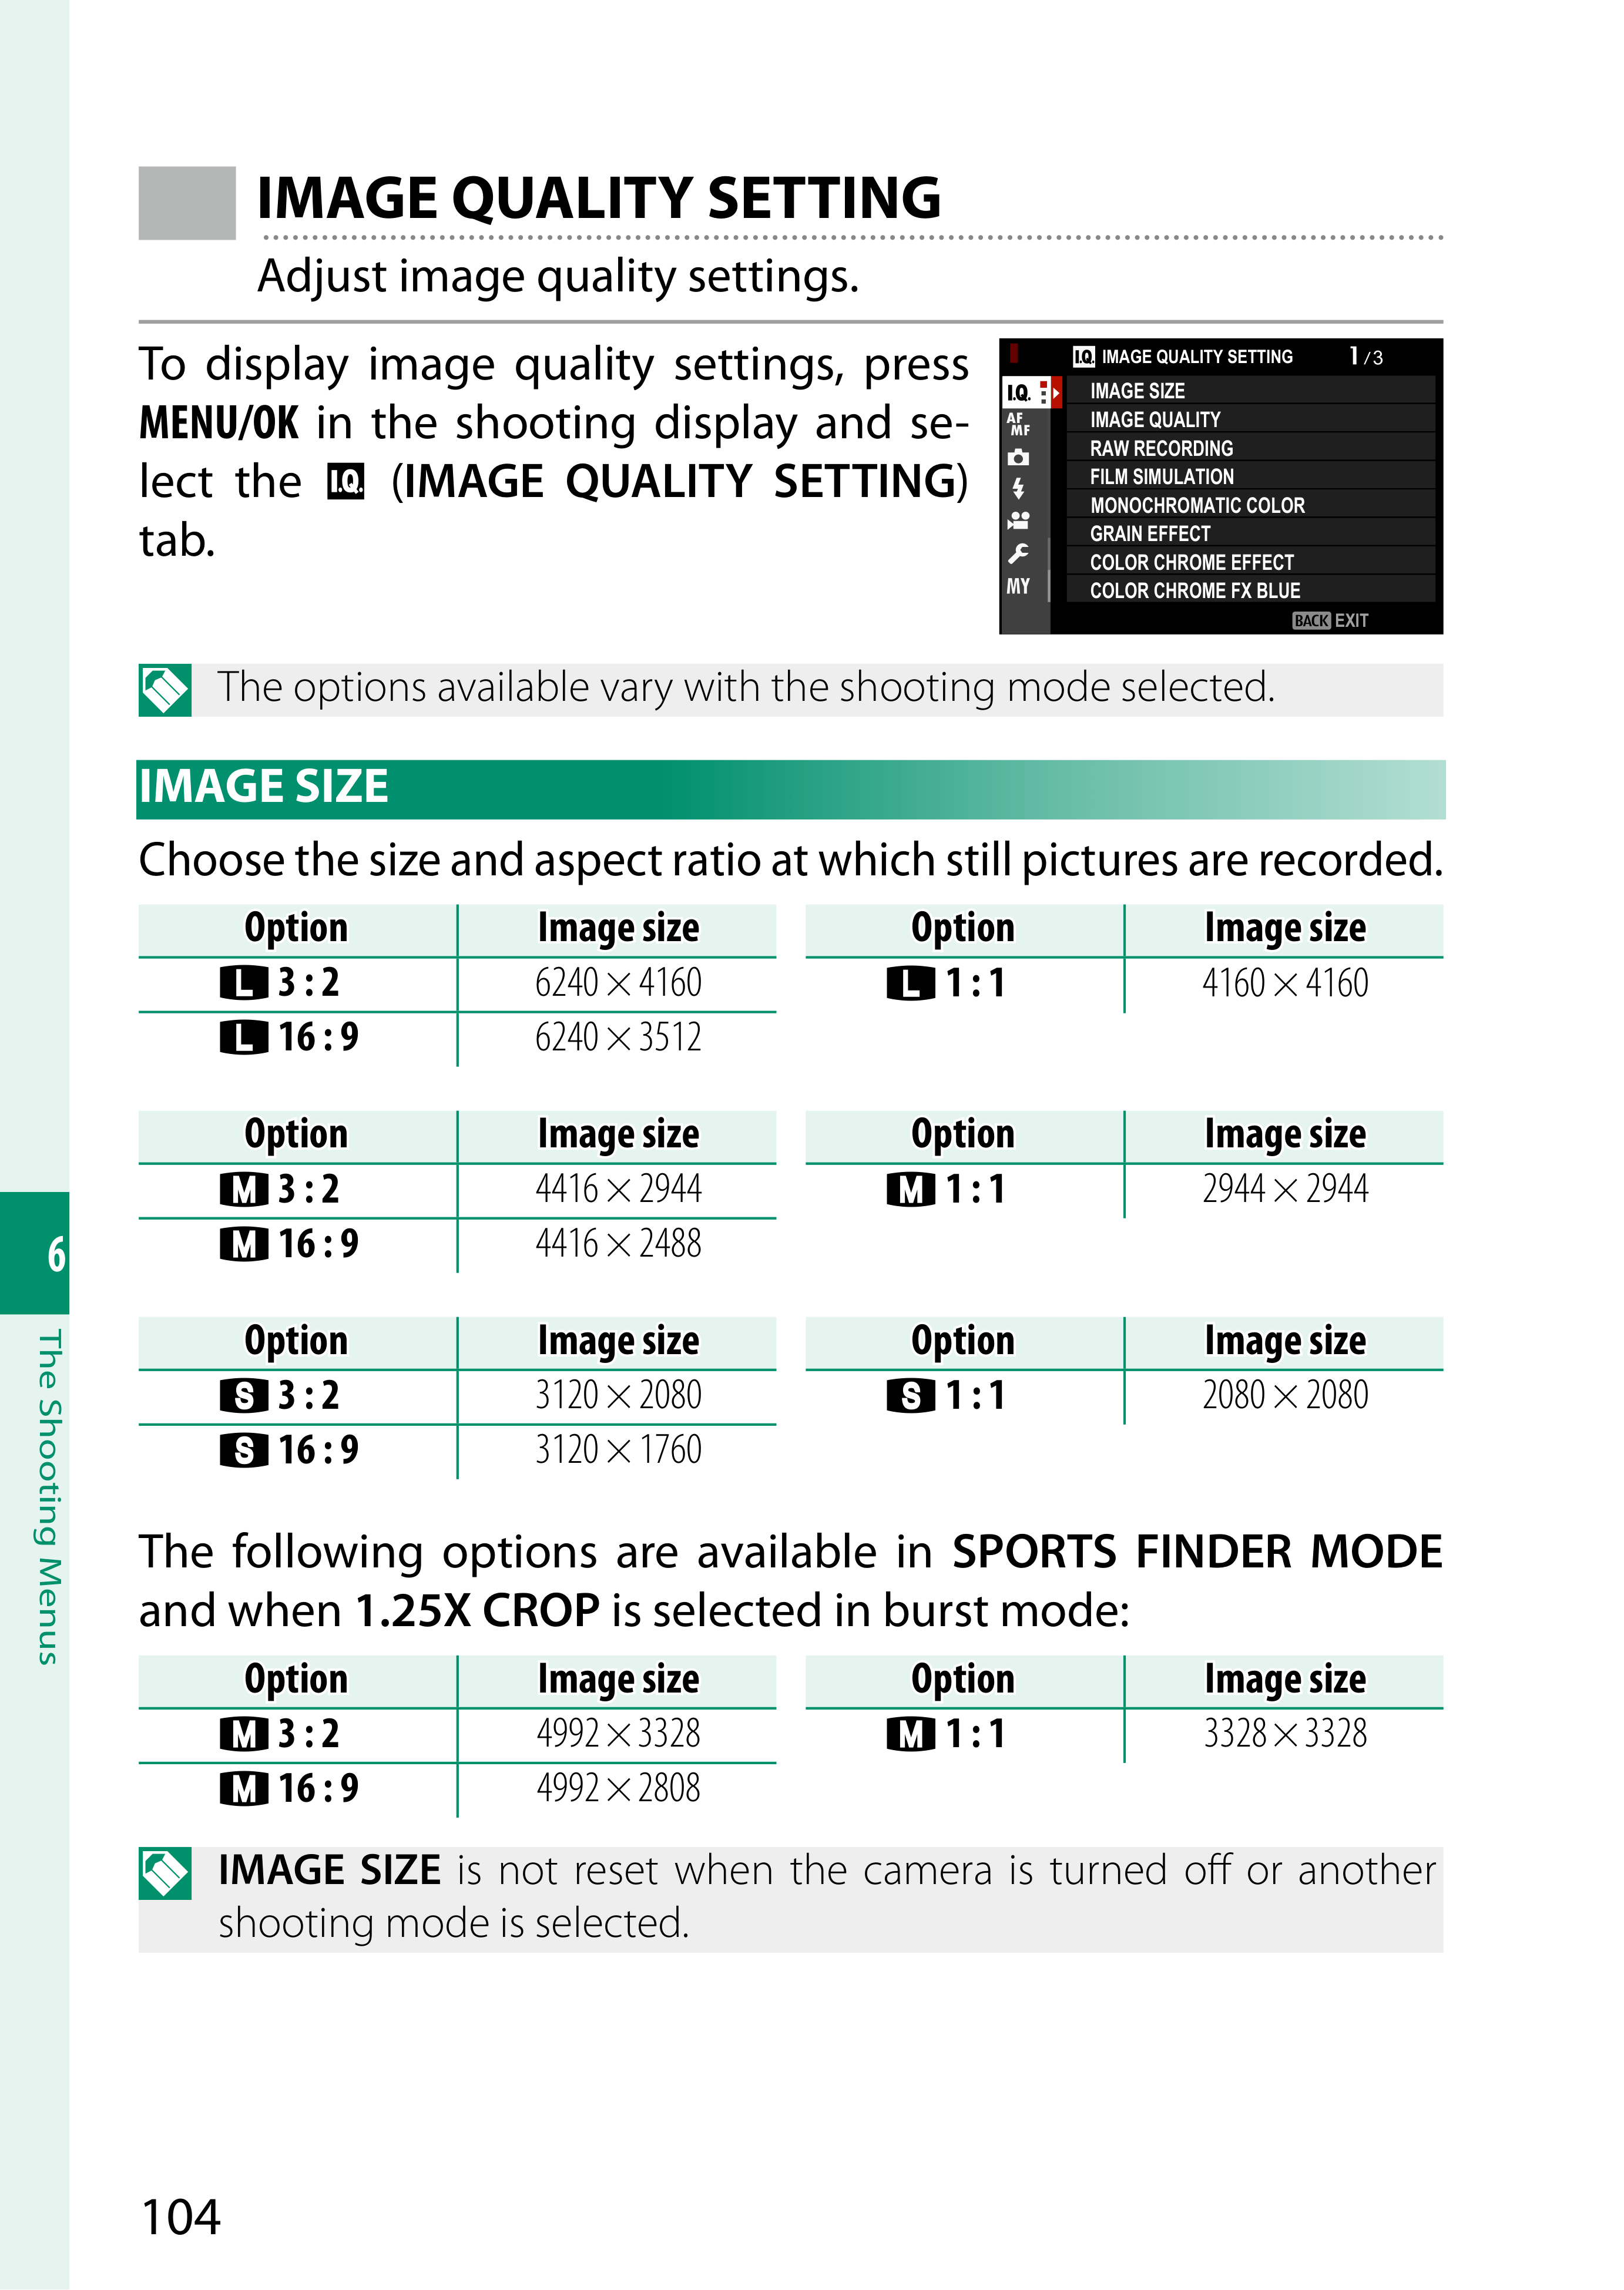 IMAGE QUALITY SETTING
Adjust image quality settings.
To display image quality settings, press
MENU/OK in the shooting display and se-
lect the I.Q. (IMAGE QUALITY SETTING)
tab.
I.Q. IMAGE QUALITY SETTING 1/3
I.Q.
AF
MF
MY
IMAGE SIZE
IMAGE QUALITY
RAW RECORDING
FILM SIMULATION
MONOCHROMATIC COLOR
GRAIN EFFECT
COLOR CHROME EFFECT
COLOR CHROME FX BLUE
BACK EXIT
The options available vary with the shooting mode selected.
IMAGE SIZE
Choose the size and aspect ratio at which still pictures are recorded.
Option Image size Option Image size
L 3 : 2 6240 × 4160 L 1 : 1 4160 × 4160
L 16 : 9 6240 × 3512
Option Image size Option Image size
M 3 : 2 4416 × 2944 M 1 : 1 2944 × 2944
M 16 : 9 4416 × 2488
Option Image size Option Image size
S 3 : 2 3120 × 2080 S 1 : 1 2080 × 2080
S 16 : 9 3120 × 1760
The following options are available in SPORTS FINDER MODE
and when 1.25X CROP is selected in burst mode:
Option Image size Option Image size
M 3 : 2 4992 × 3328 M 1 : 1 3328 × 3328
M 16 : 9 4992 × 2808
IMAGE SIZE is not reset when the camera is turned off or another
shooting mode is selected.
6
The Shooting Menus
104